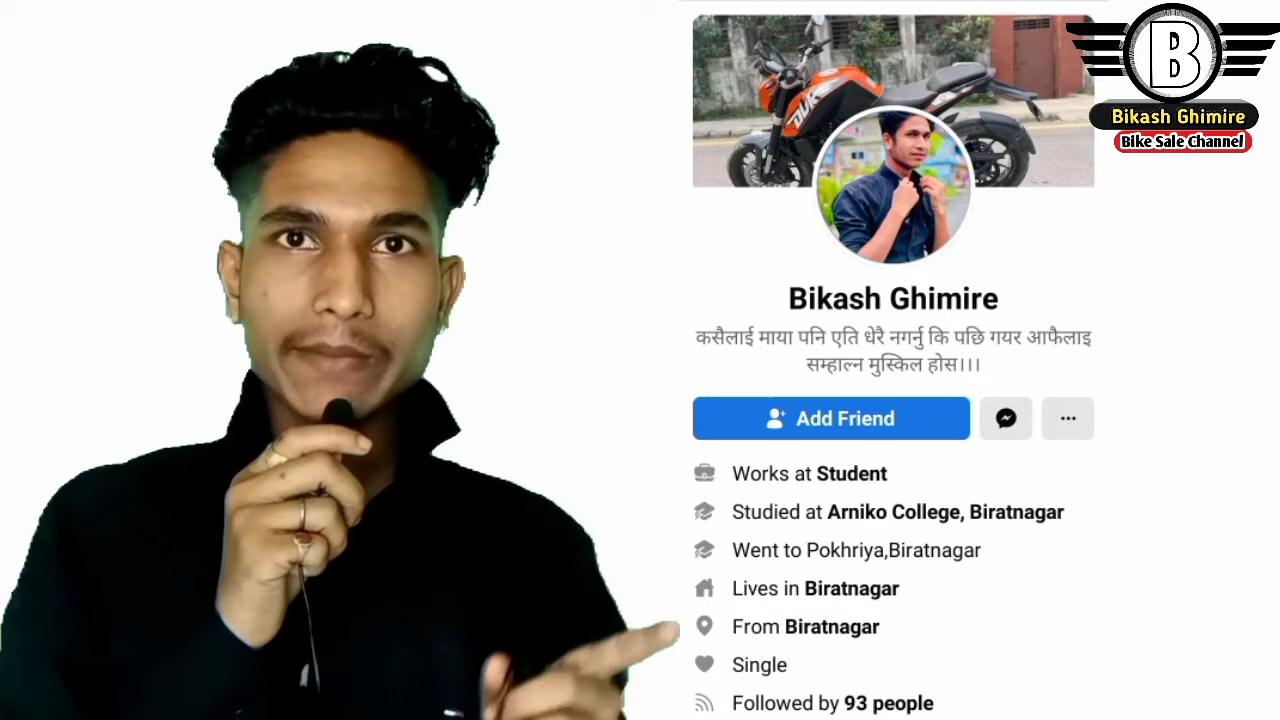 B
Bikash Ghimire
Bike Sale Channel
DUK
Bikash Ghimire
कसैलाई माया पनि एति धेरै नगर्नु कि पछि गयर आफैलाइ
सम्हाल्न मुस्किल होस।।।
Add Friend
Works at Student
Studied at Arniko College, Biratnagar
Went to Pokhriya,Biratnagar
Lives in Biratnagar
From Biratnagar
Single
Followed by 93 people